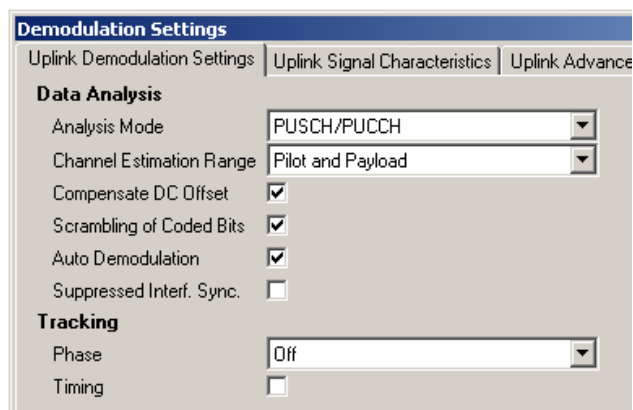 Demodulation Settings
Uplink Demodulation Settings Uplink Signal Characteristics Uplink Advance
Data Analysis
Analysis Mode PUSCH/PUCCH
Channel Estimation Range Pilot and Payload
Compensate DC Offset
Scrambling of Coded Bits
Auto Demodulation
Suppressed Interf. Sync.
Tracking
Phase Off
Timing